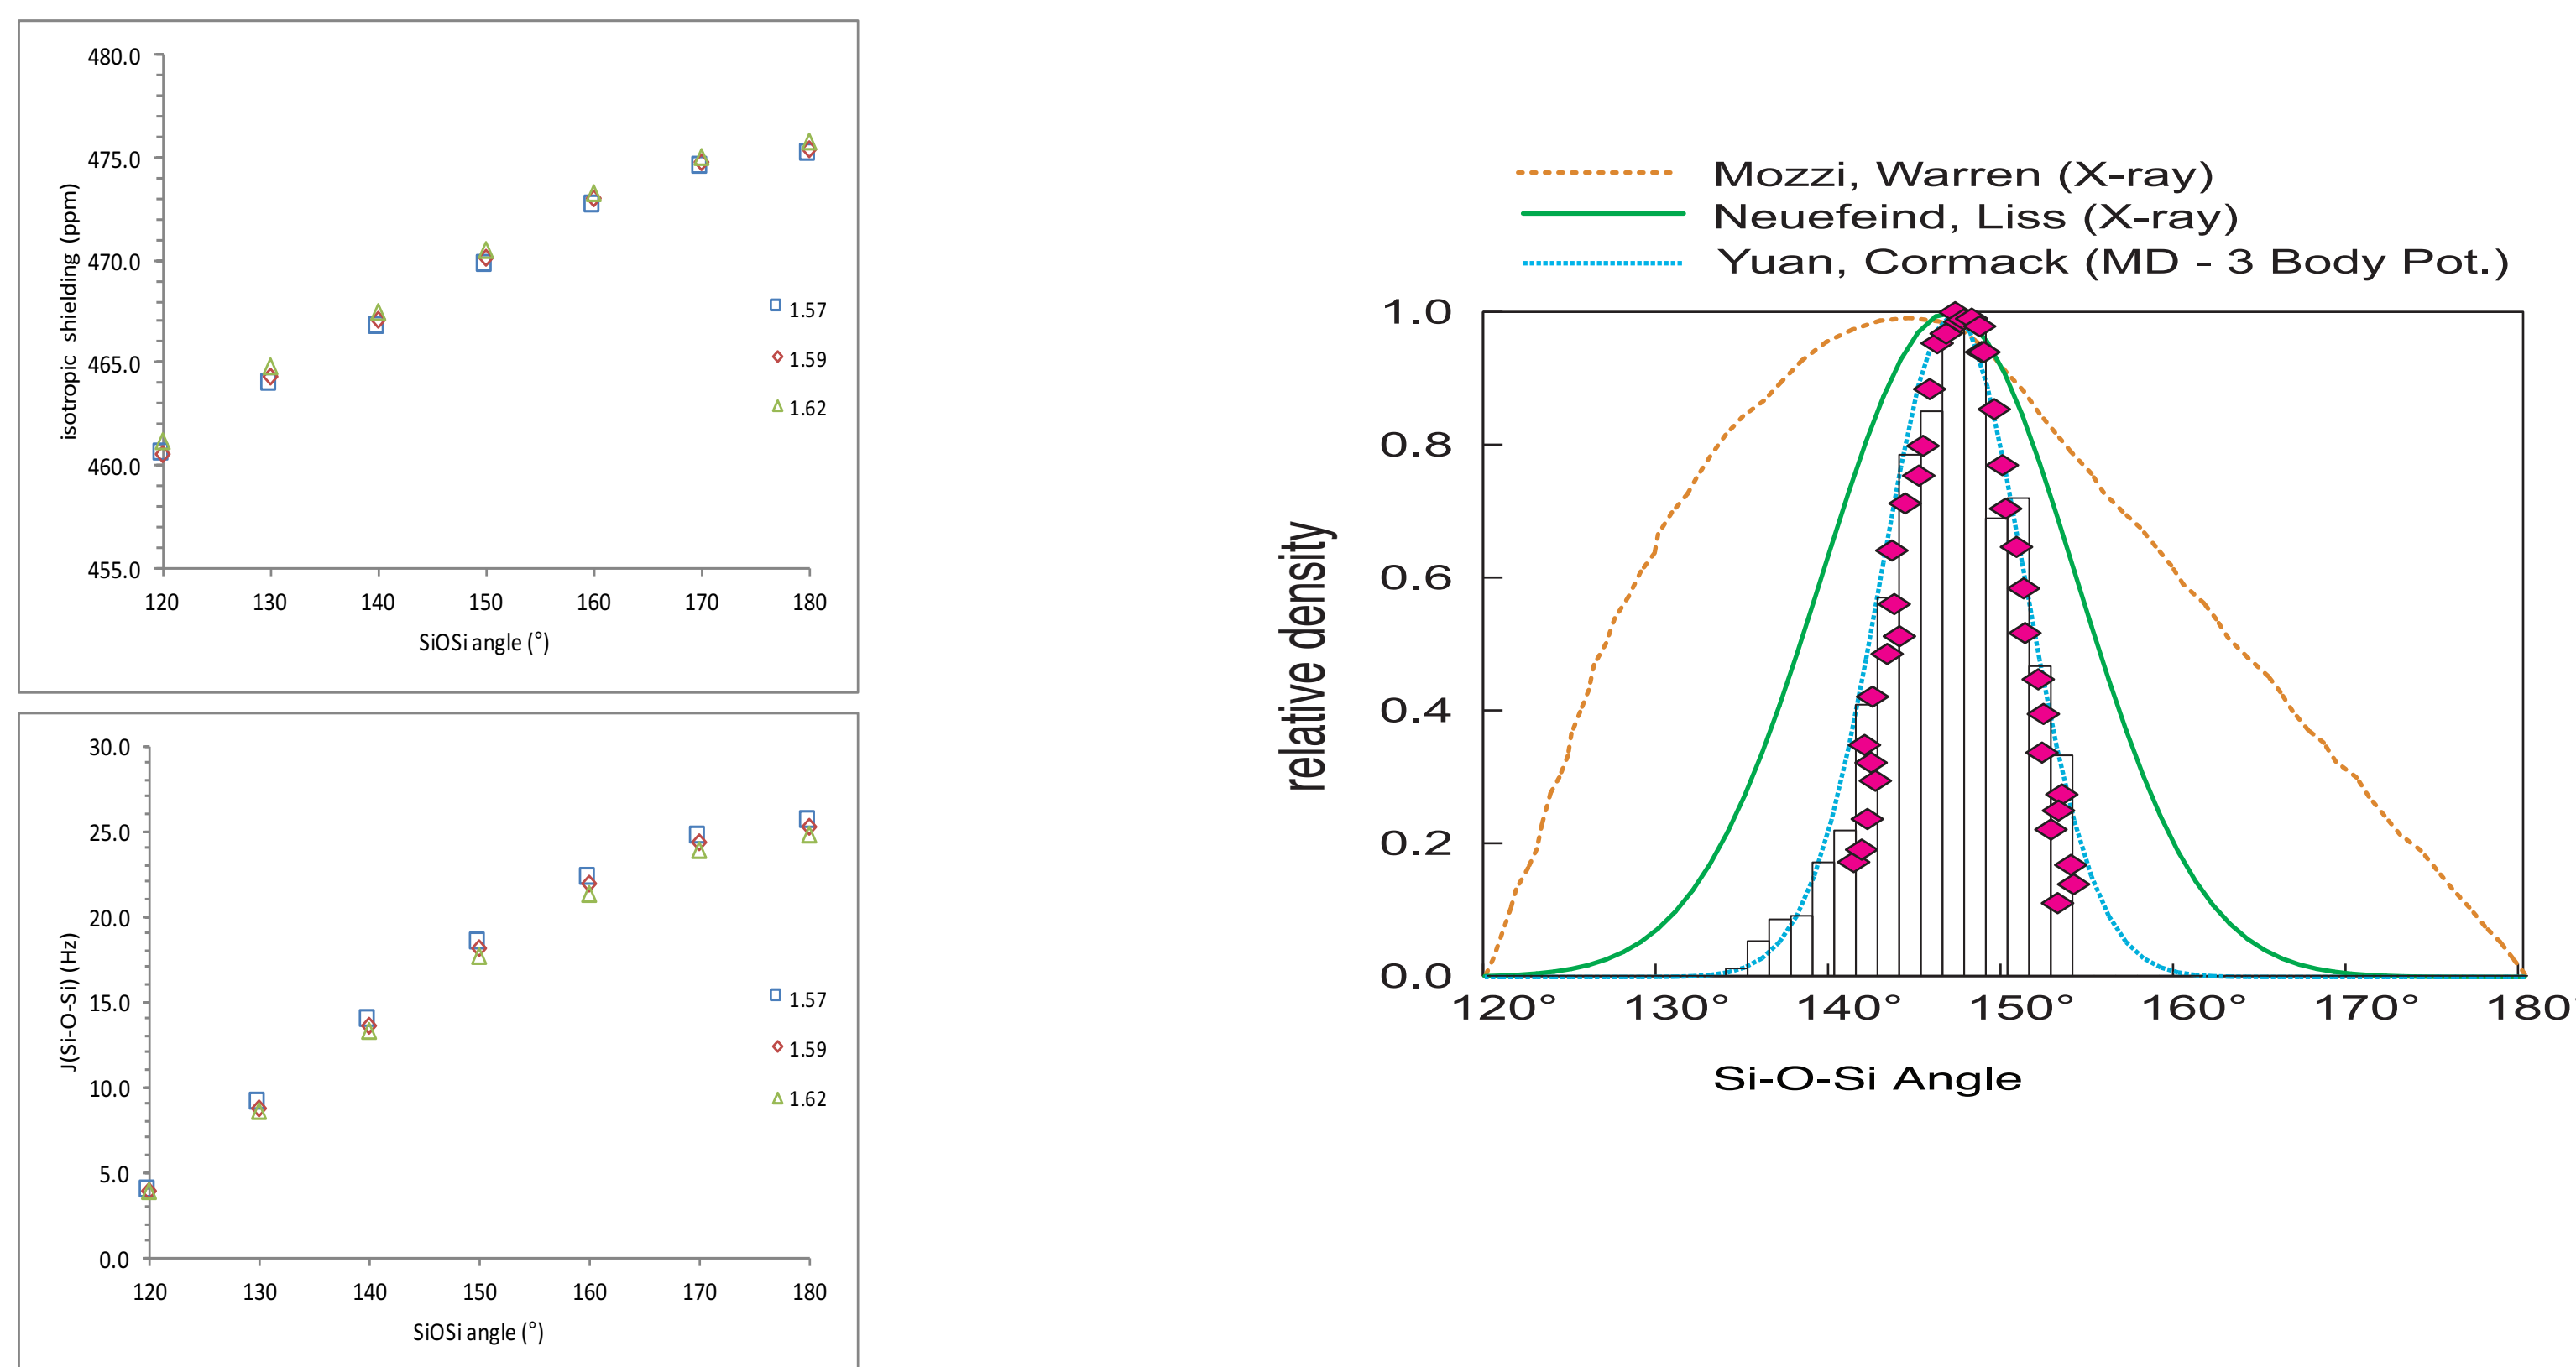 480.0
475.0
470.0
465.0
460.0
455.0
isotropic shielding (ppm)
1.57
1.59
1.62
120 130 140 150 160 170 180
SiOSi angle (°)
30.0
25.0
20.0
15.0
10.0
5.0
0.0
J(Si-O-Si) (Hz)
1.57
1.59
1.62
120 130 140 150 160 170 180
SiOSi angle (°)
Mozzi, Warren (X-ray)
Neuefeind, Liss (X-ray)
Yuan, Cormack (MD - 3 Body Pot.)
1.0
0.8
0.6
0.4
0.2
0.0
relative density
120° 130° 140° 150° 160° 170° 180°
Si-O-Si Angle